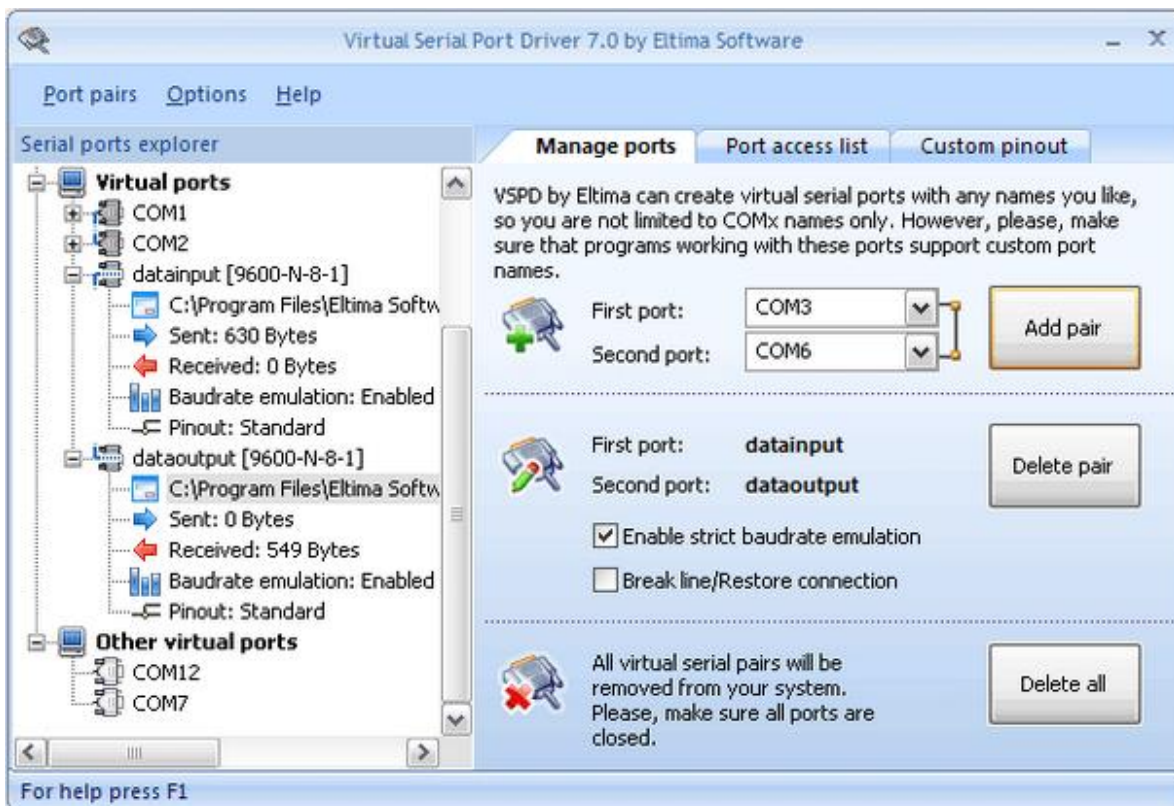 Virtual Serial Port Driver 7.0 by Eltima Software
Port pairs Options Help
Serial ports explorer
Virtual ports
COM1
COM2
datainput [9600-N-8-1]
C:\Program Files\Eltima Softw
Sent: 630 Bytes
Received: 0 Bytes
Baudrate emulation: Enabled
Pinout: Standard
dataoutput [9600-N-8-1]
C:\Program Files\Eltima Softw
Sent: 0 Bytes
Received: 549 Bytes
Baudrate emulation: Enabled
Pinout: Standard
Other virtual ports
COM12
COM7
Manage ports Port access list Custom pinout
VSPD by Eltima can create virtual serial ports with any names you like,
so you are not limited to COMx names only. However, please, make
sure that programs working with these ports support custom port
names.
First port: COM3
Second port: COM6
Add pair
First port: datainput
Second port: dataoutput
Delete pair
Enable strict baudrate emulation
Break line/Restore connection
All virtual serial pairs will be
removed from your system.
Please, make sure all ports are
closed.
Delete all
For help press F1